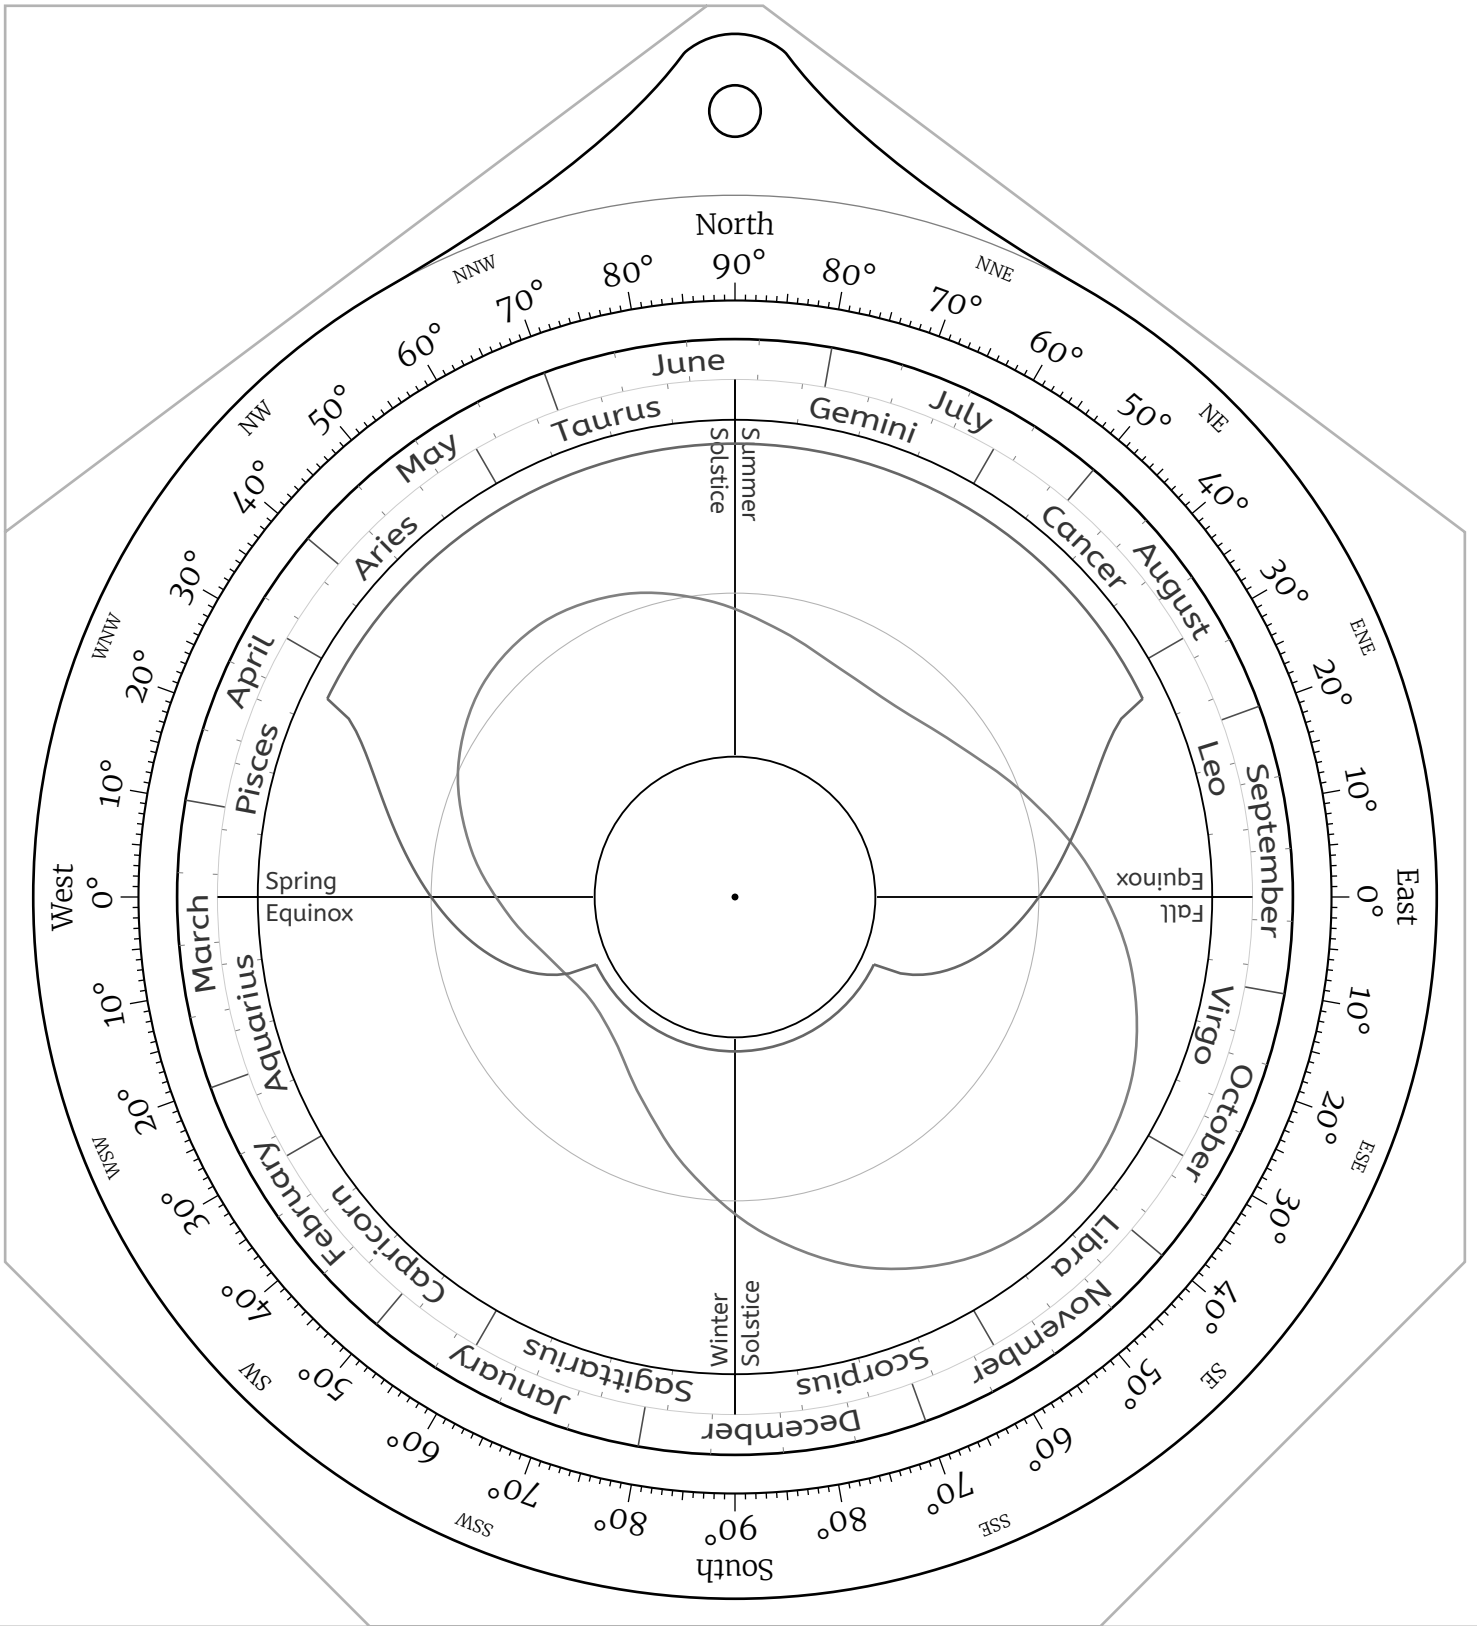 North
NNW
NNE
90°
80°
80°
70°
70°
60°
60°
NW
NE
50°
50°
40°
40°
30°
30°
WNW
ENE
20°
20°
10°
10°
West
0°
0°
East
10°
10°
20°
20°
WSW
ESE
30°
30°
40°
40°
SW
SE
50°
50°
60°
60°
70°
70°
80°
80°
90°
SSW
SSE
South
June
July
August
September
October
November
December
January
February
March
April
May
Taurus
Gemini
Cancer
Leo
Virgo
Libra
Scorpius
Sagittarius
Capricorn
Aquarius
Pisces
Aries
Summer
Solstice
Spring
Equinox
Fall
Equinox
Winter
Solstice